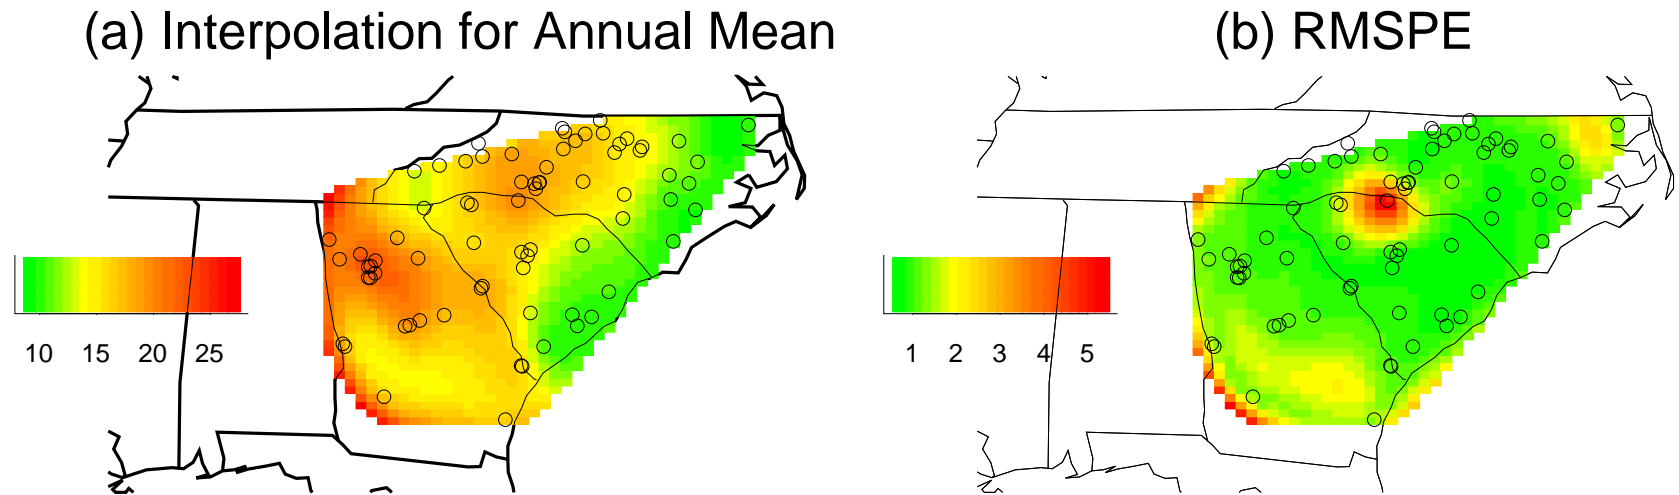 (a) Interpolation for Annual Mean
(b) RMSPE
10 15 20 25
1 2 3 4 5